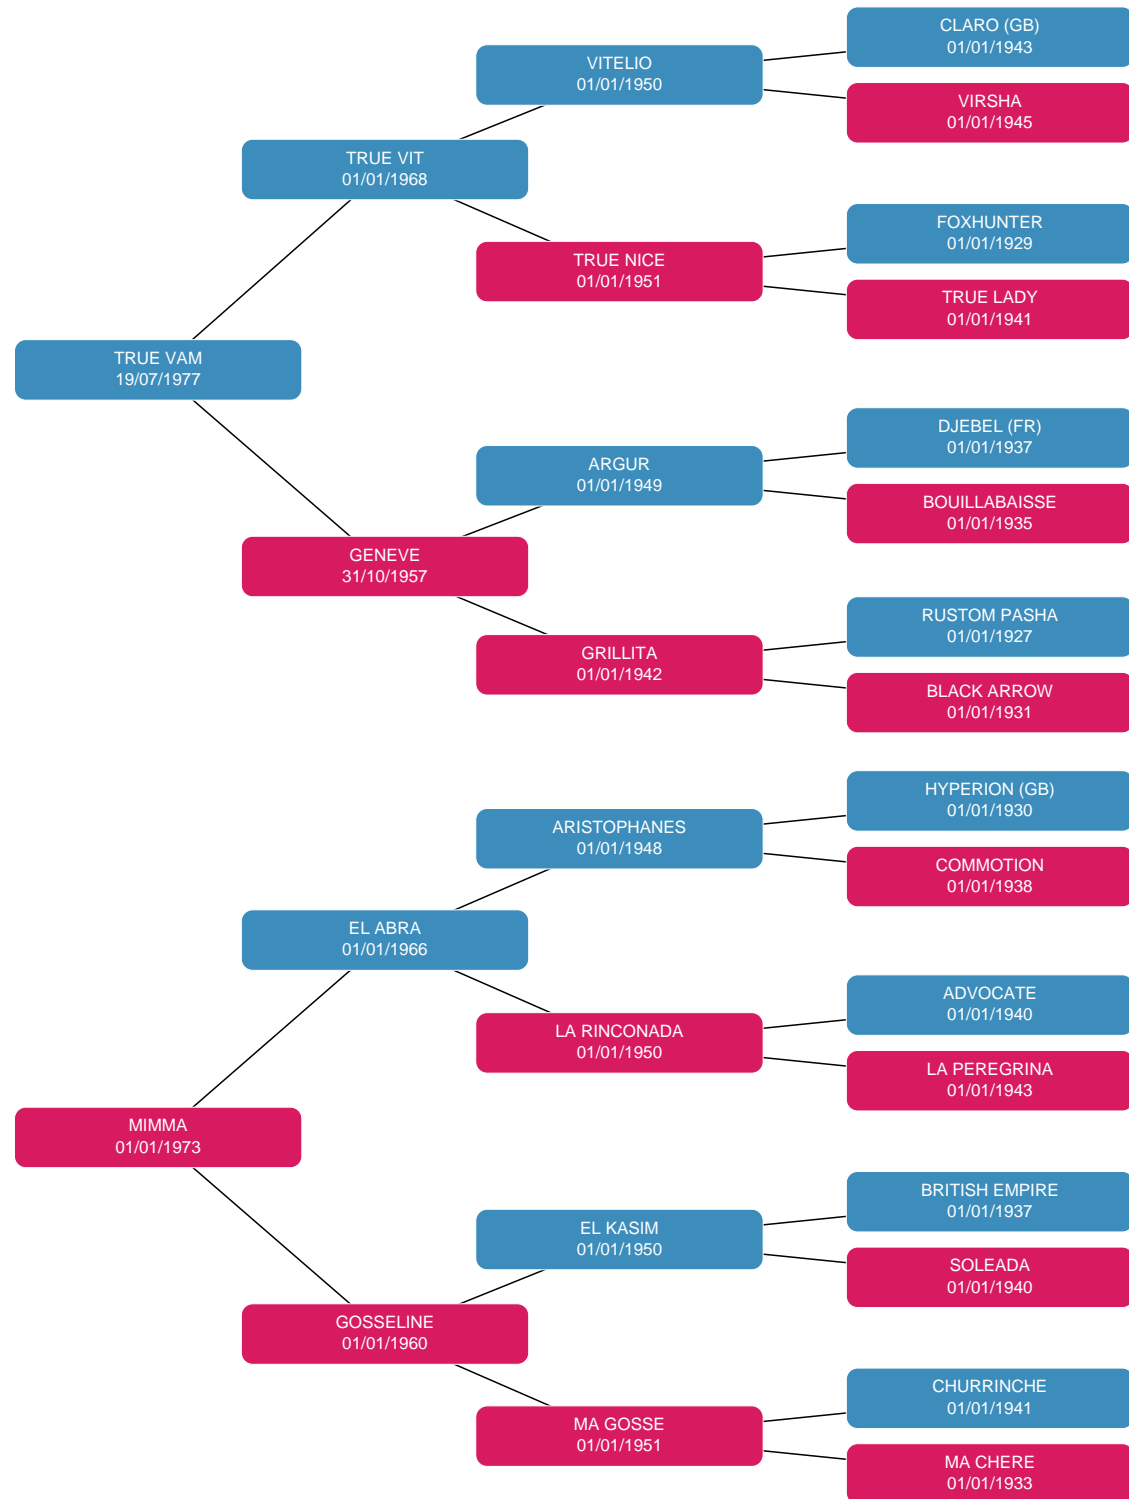 CLARO (GB)
01/01/1943
VITELIO
01/01/1950
VIRSHA
01/01/1945
TRUE VIT
01/01/1968
FOXHUNTER
01/01/1929
TRUE NICE
01/01/1951
TRUE LADY
01/01/1941
TRUE VAM
19/07/1977
DJEBEL (FR)
01/01/1937
ARGUR
01/01/1949
BOUILLABAISSE
01/01/1935
GENEVE
31/10/1957
RUSTOM PASHA
01/01/1927
GRILLITA
01/01/1942
BLACK ARROW
01/01/1931
HYPERION (GB)
01/01/1930
ARISTOPHANES
01/01/1948
COMMOTION
01/01/1938
EL ABRA
01/01/1966
ADVOCATE
01/01/1940
LA RINCONADA
01/01/1950
LA PEREGRINA
01/01/1943
MIMMA
01/01/1973
BRITISH EMPIRE
01/01/1937
EL KASIM
01/01/1950
SOLEADA
01/01/1940
GOSSELINE
01/01/1960
CHURRINCHE
01/01/1941
MA GOSSE
01/01/1951
MA CHERE
01/01/1933